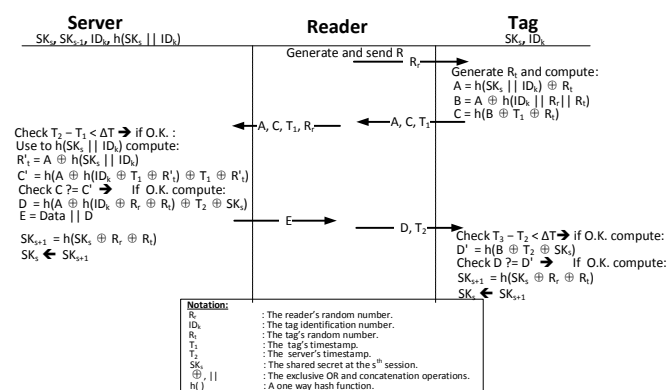 Server
SKs, SKs-1, IDk, h(SKs || IDk)
Reader
Tag
SKs, IDk
Generate and send R
Rr
Generate Rt and compute:
A = h(SKs || IDk) ⊕ Rt
B = A ⊕ h(IDk || Rr || Rt)
C = h(B ⊕ T1 ⊕ Rt)
A, C, T1
A, C, T1, Rr
Check T2 – T1 < ΔT ➔ if O.K. :
Use to h(SKs || IDk) compute:
R't = A ⊕ h(SKs || IDk)
C' = h(A ⊕ h(IDk ⊕ T1 ⊕ R't) ⊕ T1 ⊕ R't)
Check C ?= C' ➔ If O.K. compute:
D = h(A ⊕ h(IDk ⊕ Rr ⊕ Rt) ⊕ T2 ⊕ SKs)
E = Data || D
E
D, T2
SKs+1 = h(SKs ⊕ Rr ⊕ Rt)
SKs ← SKs+1
Check T3 – T2 < ΔT ➔ if O.K. compute:
D' = h(B ⊕ T2 ⊕ SKs)
Check D ?= D' ➔ If O.K. compute:
SKs+1 = h(SKs ⊕ Rr ⊕ Rt)
SKs ← SKs+1
Notation:
Rr : The reader's random number.
IDk : The tag identification number.
Rt : The tag's random number.
T1 : The tag's timestamp.
T2 : The server's timestamp.
SKs : The shared secret at the sth session.
⊕, || : The exclusive OR and concatenation operations.
h( ) : A one way hash function.